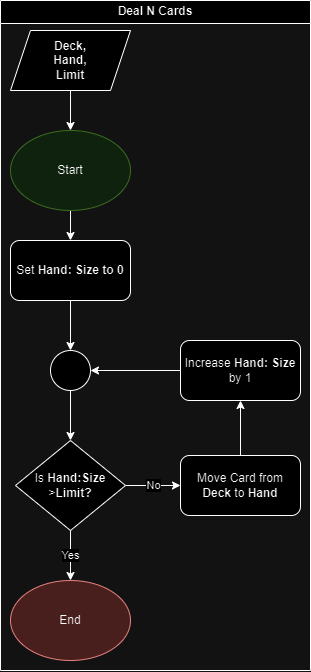 Deal N Cards
Deck,
Hand,
Limit
Start
Set Hand: Size to 0
Increase Hand: Size
by 1
Is Hand:Size
>Limit?
No
Move Card from
Deck to Hand
Yes
End